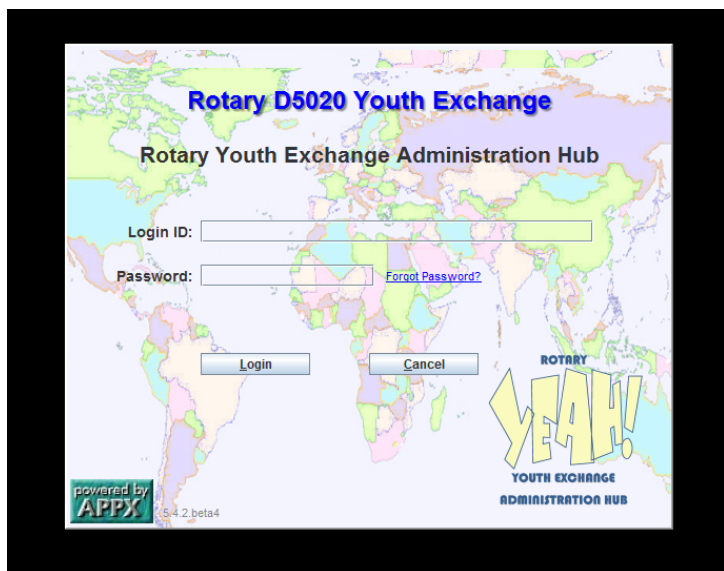 Rotary D5020 Youth Exchange
Rotary Youth Exchange Administration Hub
Login ID:
Password:
Forgot Password?
Login
Cancel
ROTARY
YEAH!
YOUTH EXCHANGE
ADMINISTRATION HUB
powered by
APPX
5.4.2.beta4